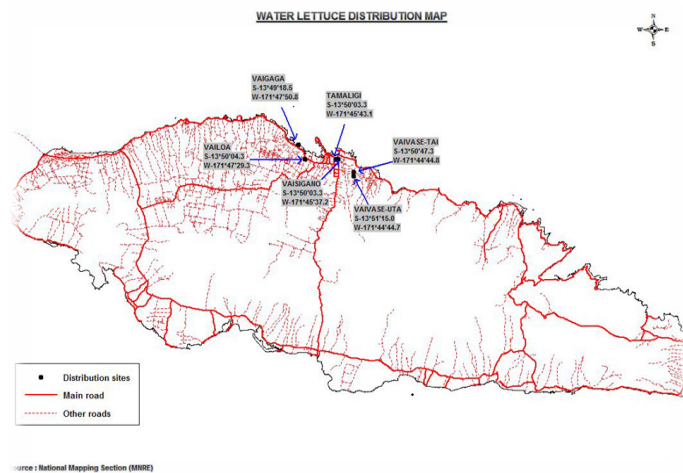 WATER LETTUCE DISTRIBUTION MAP
N
W
E
S
VAIGAGA
S-13°49'18.5
W-171°47'50.8
TAMALIGI
S-13°50'03.3
W-171°45'43.1
VAILOA
S-13°50'04.3
W-171°47'29.3
VAIVASE-TAI
S-13°50'47.3
W-171°44'44.8
VAISIGANO
S-13°50'03.3
W-171°45'37.2
VAIVASE-UTA
S-13°51'15.0
W-171°44'44.7
Distribution sites
Main road
Other roads
ource : National Mapping Section (MNRE)